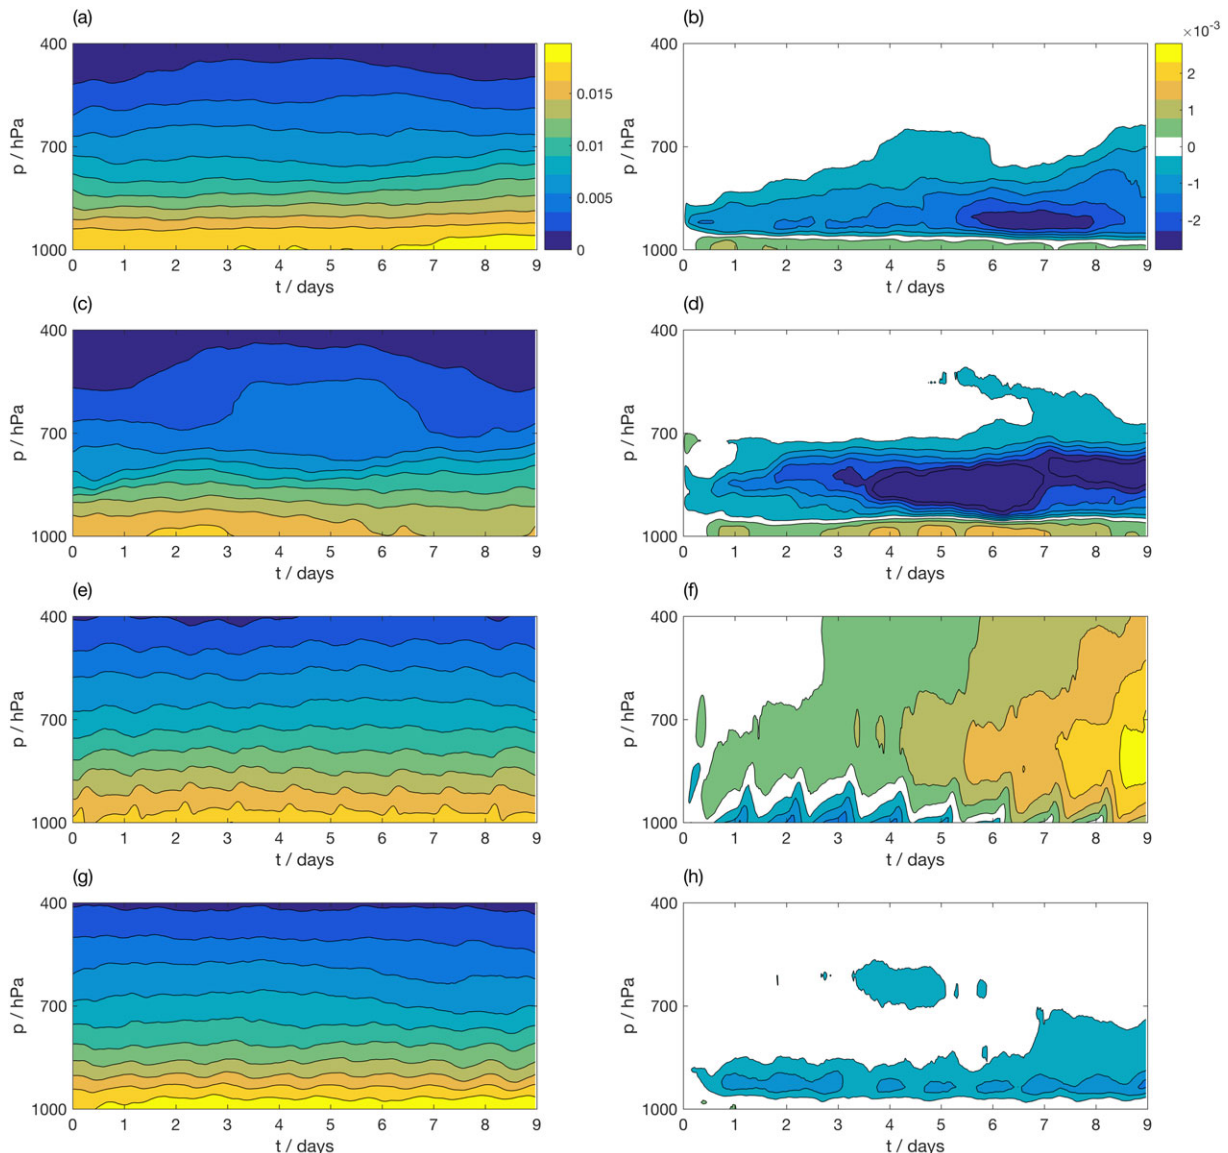 (a)
400
700
1000
p / hPa
0 1 2 3 4 5 6 7 8 9
t / days
0.015
0.01
0.005
0
(b)
×10⁻³
400
700
1000
p / hPa
0 1 2 3 4 5 6 7 8 9
t / days
2
1
0
-1
-2
(c)
400
700
1000
p / hPa
0 1 2 3 4 5 6 7 8 9
t / days
(d)
400
700
1000
p / hPa
0 1 2 3 4 5 6 7 8 9
t / days
(e)
400
700
1000
p / hPa
0 1 2 3 4 5 6 7 8 9
t / days
(f)
400
700
1000
p / hPa
0 1 2 3 4 5 6 7 8 9
t / days
(g)
400
700
1000
p / hPa
0 1 2 3 4 5 6 7 8 9
t / days
(h)
400
700
1000
p / hPa
0 1 2 3 4 5 6 7 8 9
t / days